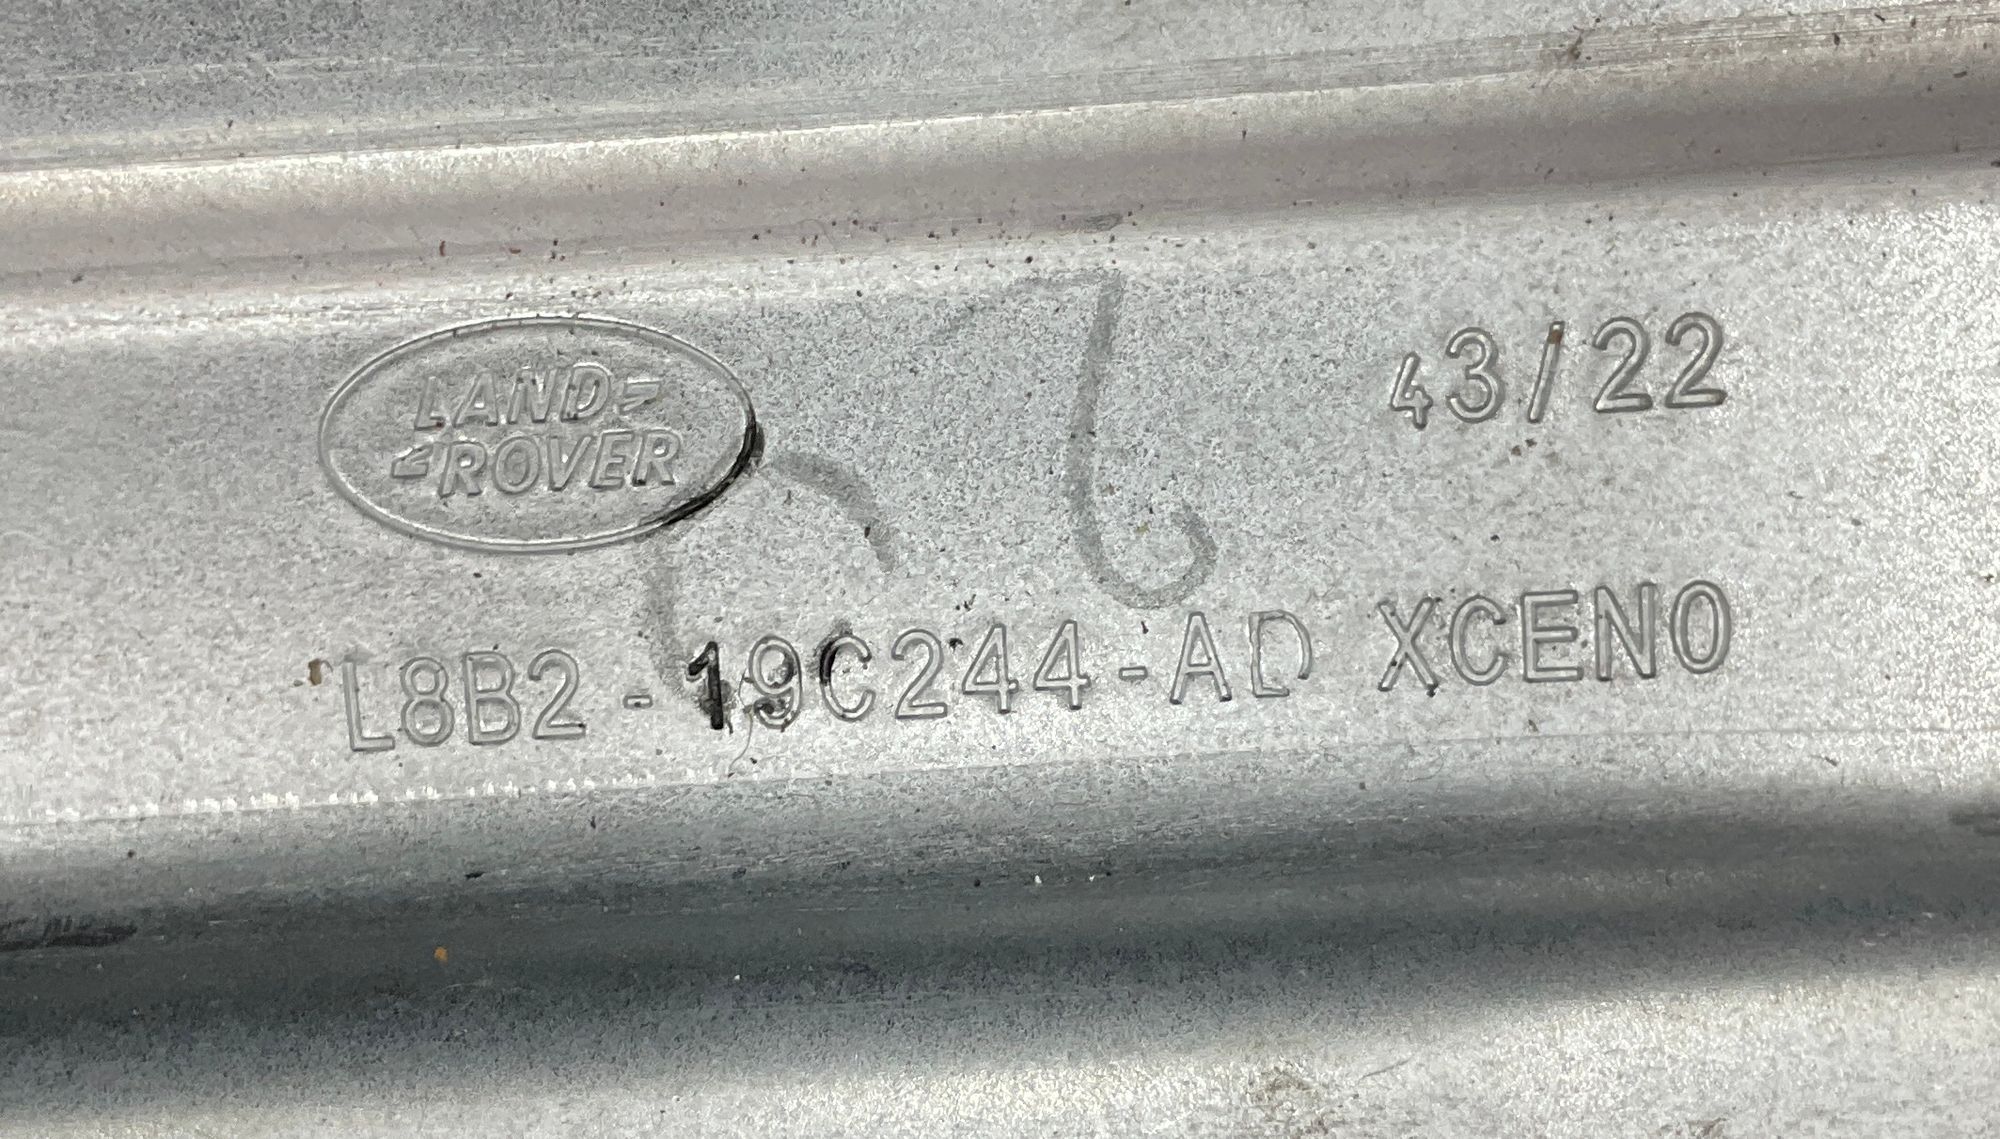 LAND
ROVER
43/22
L8B2-19C244-AD XCENO